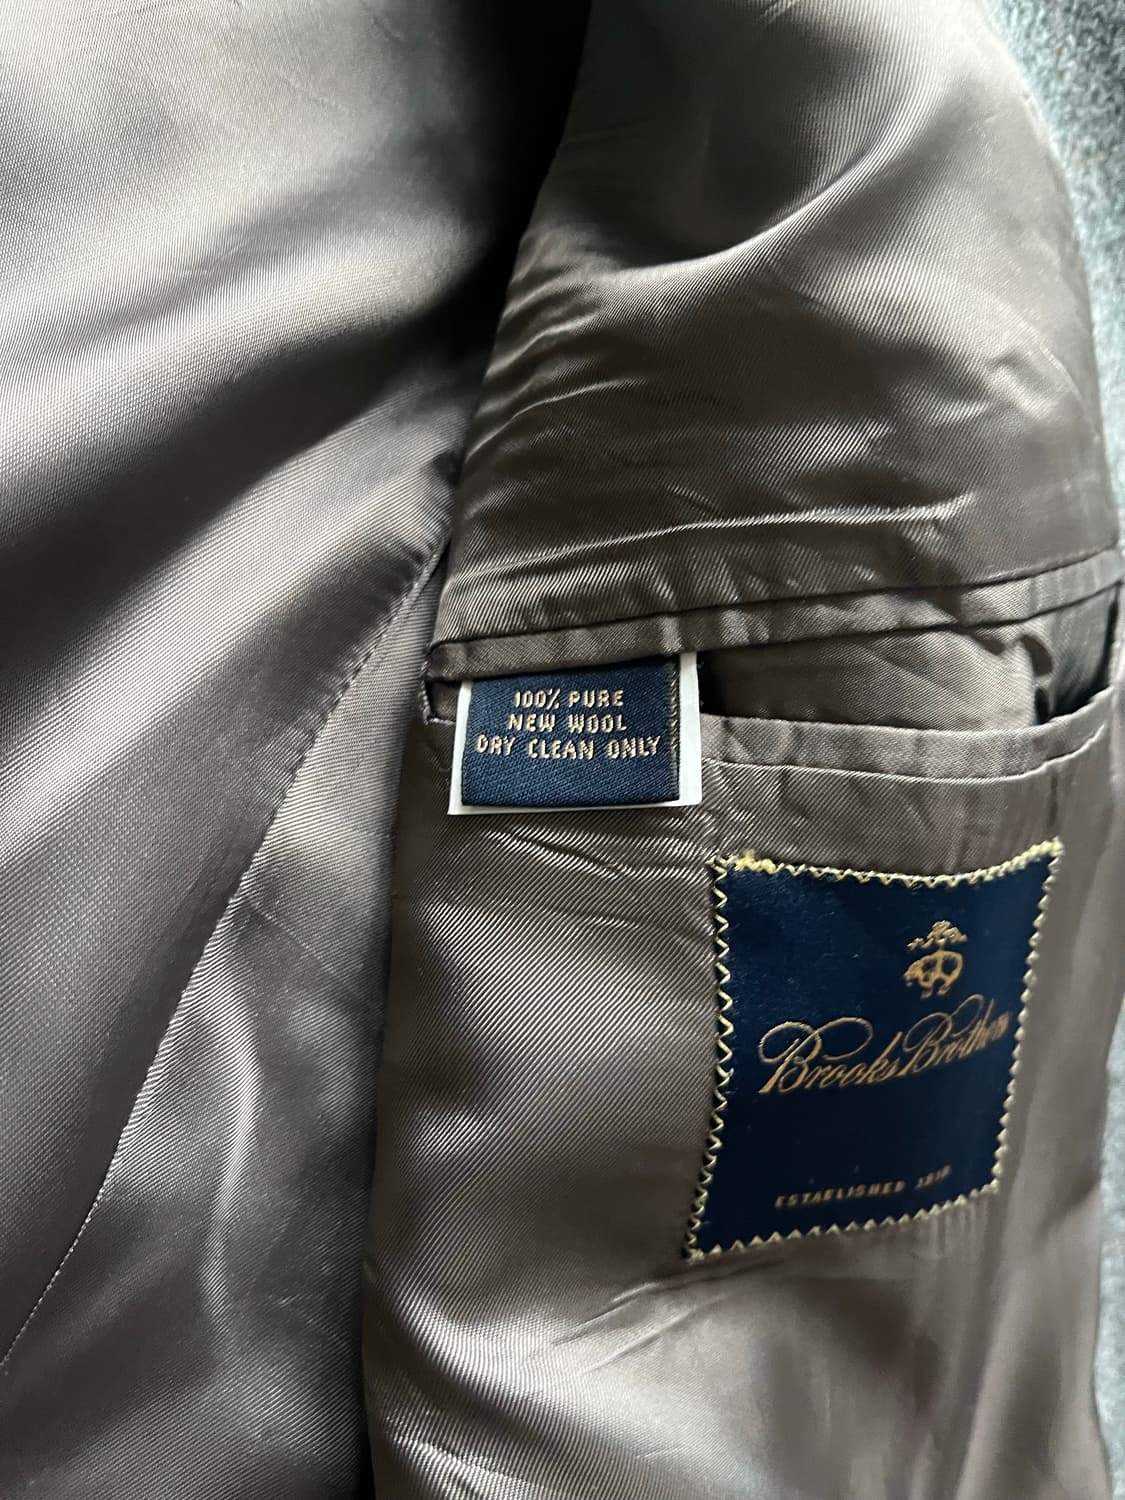 100% PURE
NEW WOOL
DRY CLEAN ONLY
Brooks Brothers
ESTABLISHED 1818